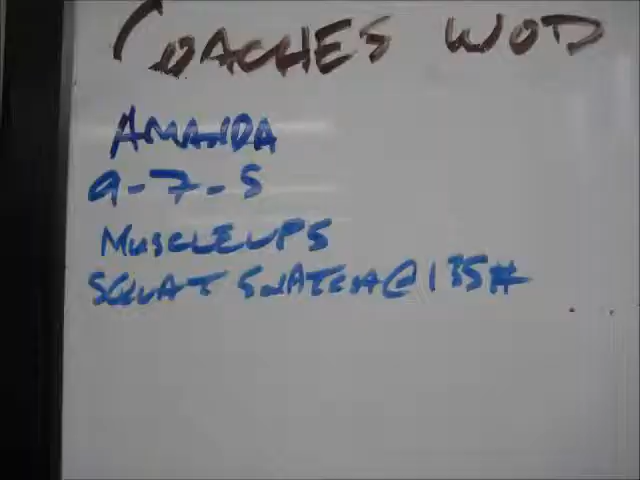 COACHES WOD
AMANDA
9-7-5
MUSCLEUPS
SQUAT SNATCH@135#